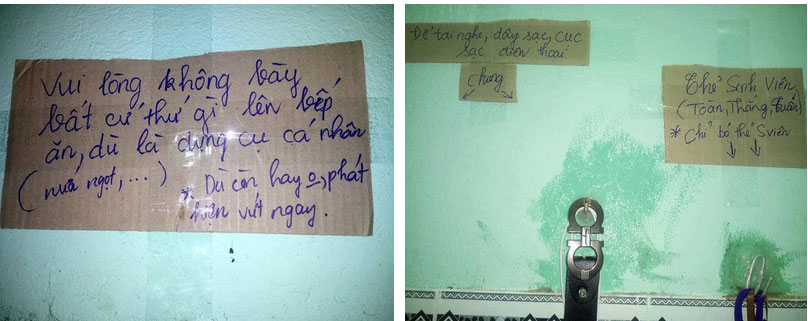 Vui lòng không bày
bất cứ thứ gì lên bếp
ăn, dù là dụng cụ cá nhân
(nước ngọt, ...)
* Dù còn hay o, phát
hiện vứt ngay.
Để tai nghe, dây sạc, cục
sạc điện thoại
chung
Thẻ Sinh Viên
(Toàn, Thắng, Tuấn)
* Chỉ bỏ thẻ Sviên